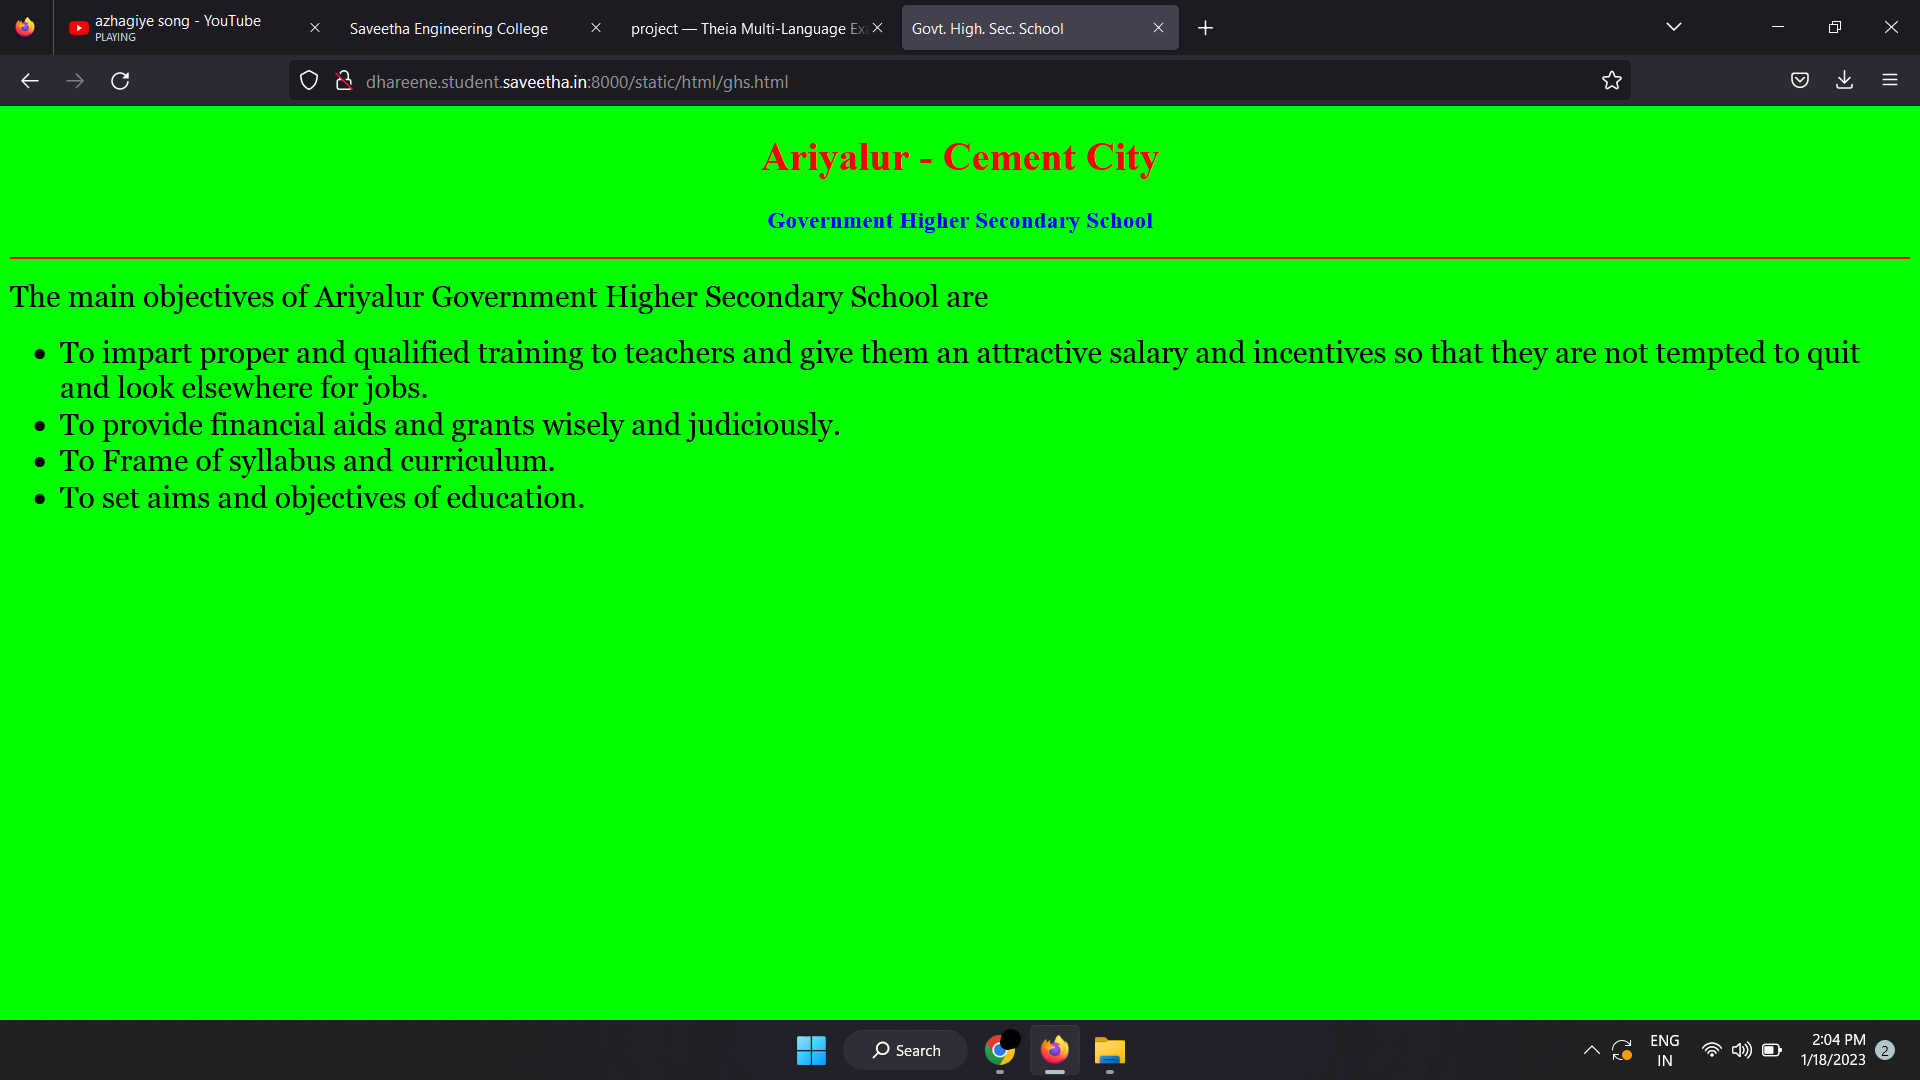 azhagiye song - YouTube
PLAYING
Saveetha Engineering College
project — Theia Multi-Language Ex
Govt. High. Sec. School
dhareene.student.saveetha.in:8000/static/html/ghs.html
Ariyalur - Cement City
Government Higher Secondary School
The main objectives of Ariyalur Government Higher Secondary School are
• To impart proper and qualified training to teachers and give them an attractive salary and incentives so that they are not tempted to quit
and look elsewhere for jobs.
• To provide financial aids and grants wisely and judiciously.
• To Frame of syllabus and curriculum.
• To set aims and objectives of education.
Search
ENG
IN
2:04 PM
1/18/2023
2